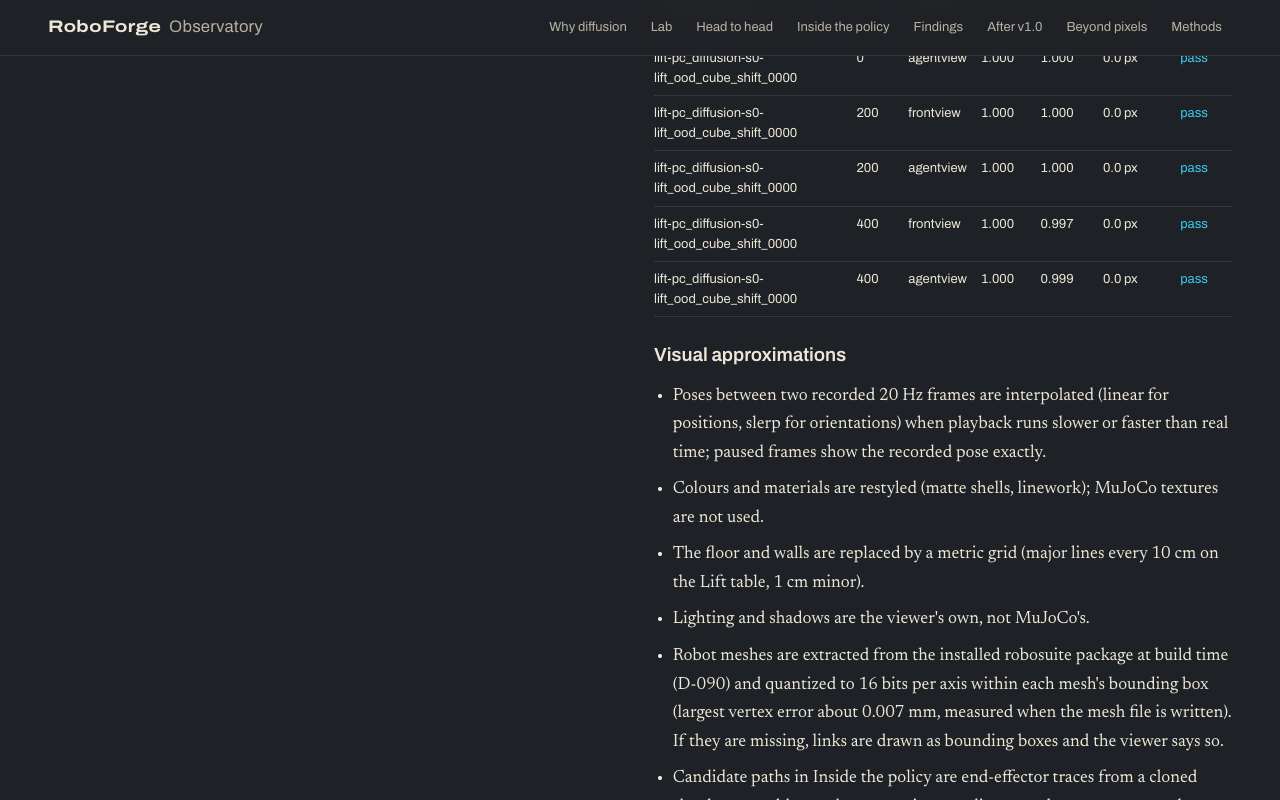 RoboForge Observatory
Why diffusion Lab Head to head Inside the policy Findings After v1.0 Beyond pixels Methods
lift-pc_diffusion-s0- 0 agentview 1.000 1.000 0.0 px pass
lift_ood_cube_shift_0000
lift-pc_diffusion-s0- 200 frontview 1.000 1.000 0.0 px pass
lift_ood_cube_shift_0000
lift-pc_diffusion-s0- 200 agentview 1.000 1.000 0.0 px pass
lift_ood_cube_shift_0000
lift-pc_diffusion-s0- 400 frontview 1.000 0.997 0.0 px pass
lift_ood_cube_shift_0000
lift-pc_diffusion-s0- 400 agentview 1.000 0.999 0.0 px pass
lift_ood_cube_shift_0000
Visual approximations
• Poses between two recorded 20 Hz frames are interpolated (linear for
positions, slerp for orientations) when playback runs slower or faster than real
time; paused frames show the recorded pose exactly.
• Colours and materials are restyled (matte shells, linework); MuJoCo textures
are not used.
• The floor and walls are replaced by a metric grid (major lines every 10 cm on
the Lift table, 1 cm minor).
• Lighting and shadows are the viewer's own, not MuJoCo's.
• Robot meshes are extracted from the installed robosuite package at build time
(D-090) and quantized to 16 bits per axis within each mesh's bounding box
(largest vertex error about 0.007 mm, measured when the mesh file is written).
If they are missing, links are drawn as bounding boxes and the viewer says so.
• Candidate paths in Inside the policy are end-effector traces from a cloned